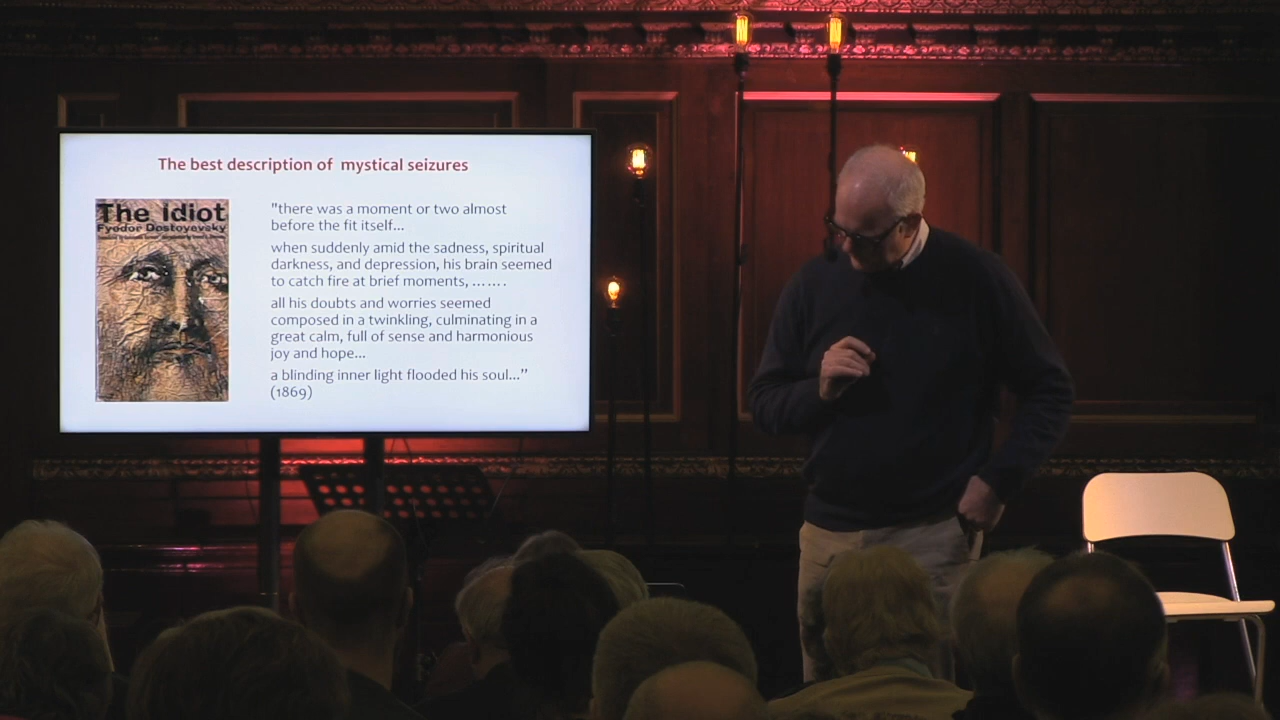 The best description of mystical seizures
The Idiot
Fyodor Dostoyevsky
"there was a moment or two almost
before the fit itself...
when suddenly amid the sadness, spiritual
darkness, and depression, his brain seemed
to catch fire at brief moments, …….
all his doubts and worries seemed
composed in a twinkling, culminating in a
great calm, full of sense and harmonious
joy and hope...
a blinding inner light flooded his soul..."
(1869)